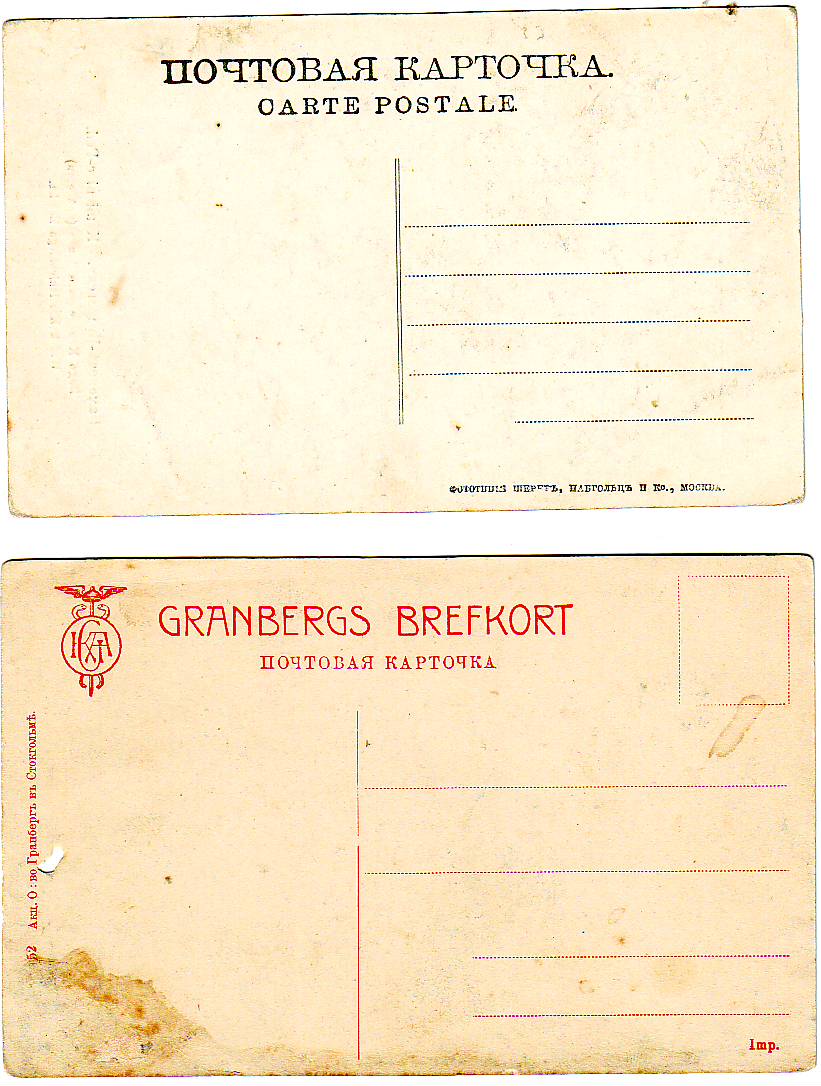 ПОЧТОВАЯ КАРТОЧКА.
CARTE POSTALE.
ФОТОТИПІЯ ШЕРЕРЪ, НАБГОЛЬЦЪ И Ко., МОСКВА.
GRANBERGS BREFKORT
ПОЧТОВАЯ КАРТОЧКА
52 Акц. О : во Гранбергъ въ Стокгольмѣ.
Imp.